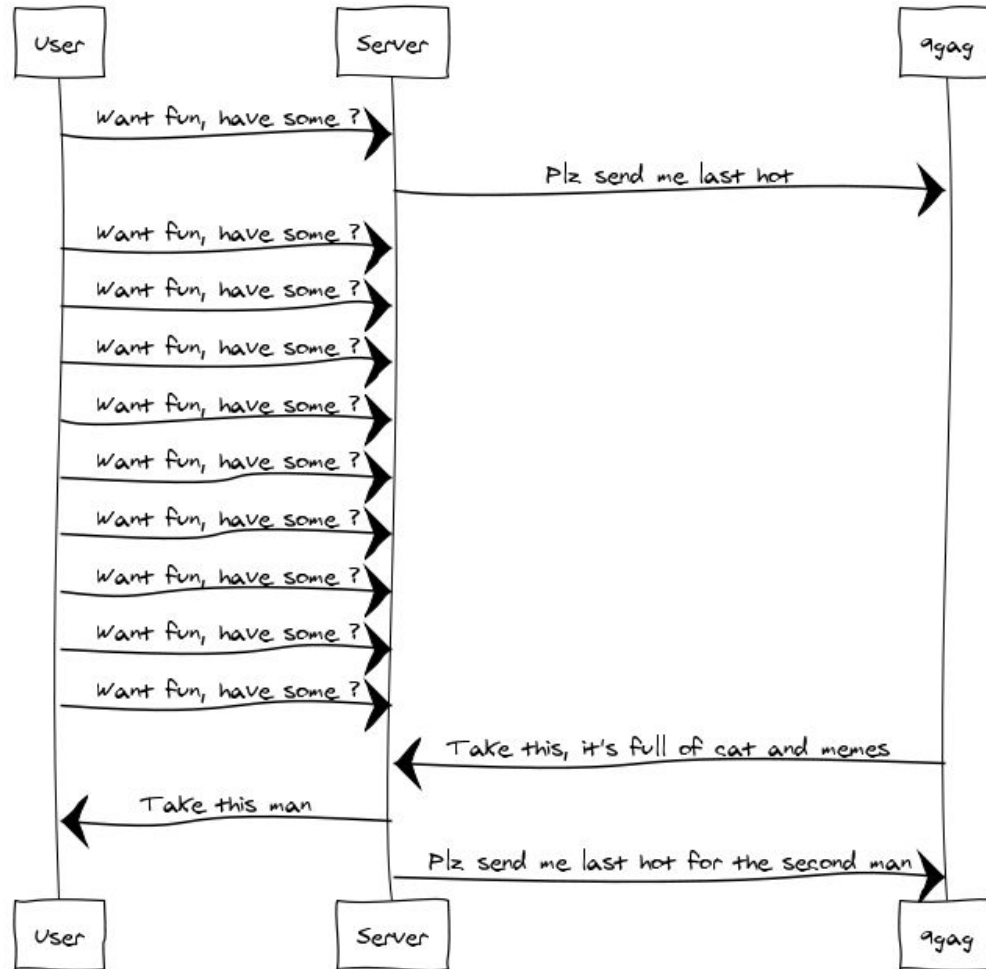 User Server 9gag
Want fun, have some ?
Plz send me last hot
Want fun, have some ?
Want fun, have some ?
Want fun, have some ?
Want fun, have some ?
Want fun, have some ?
Want fun, have some ?
Want fun, have some ?
Want fun, have some ?
Want fun, have some ?
Take this, it's full of cat and memes
Take this man
Plz send me last hot for the second man
User Server 9gag